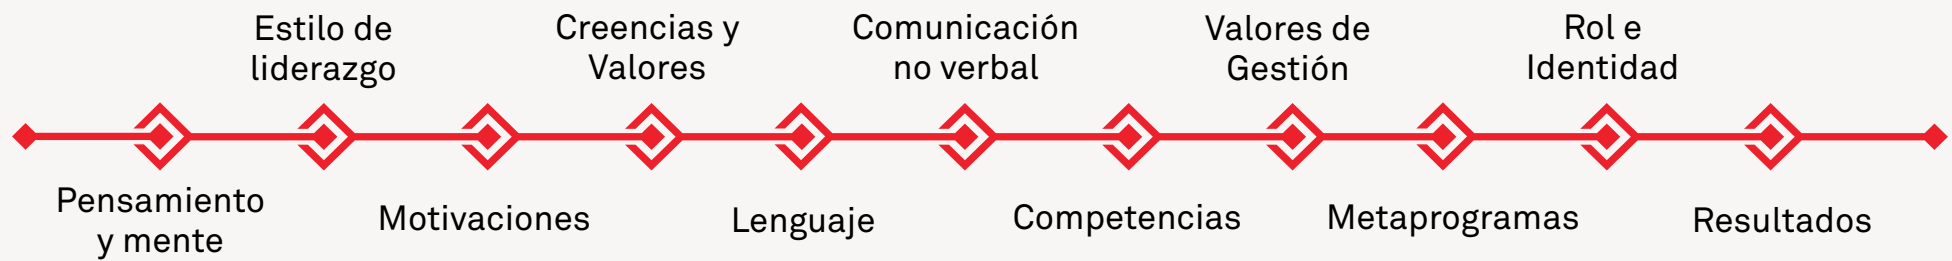 Estilo de
liderazgo
Creencias y
Valores
Comunicación
no verbal
Valores de
Gestión
Rol e
Identidad
Pensamiento
y mente
Motivaciones
Lenguaje
Competencias
Metaprogramas
Resultados